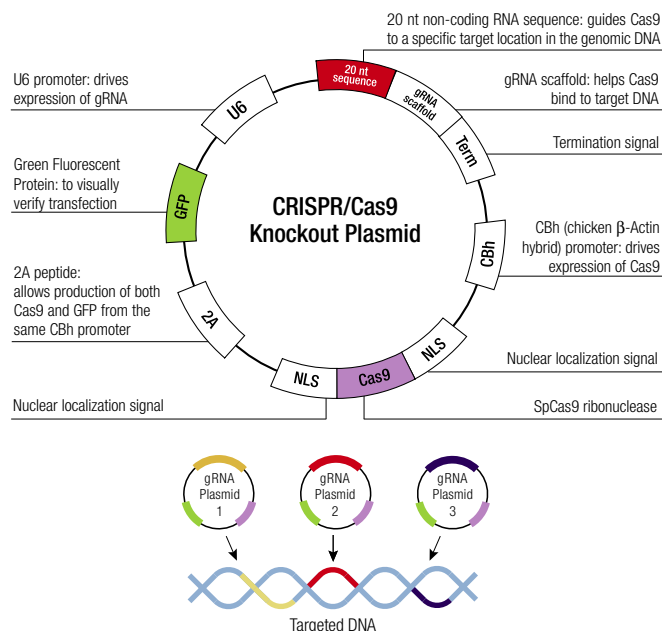 20 nt non-coding RNA sequence: guides Cas9
to a specific target location in the genomic DNA
U6 promoter: drives
expression of gRNA
20 nt
sequence
gRNA
scaffold
gRNA scaffold: helps Cas9
bind to target DNA
U6
Term
Termination signal
Green Fluorescent
Protein: to visually
verify transfection
GFP
CRISPR/Cas9
Knockout Plasmid
CBh
CBh (chicken β-Actin
hybrid) promoter: drives
expression of Cas9
2A peptide:
allows production of both
Cas9 and GFP from the
same CBh promoter
2A
NLS
Cas9
NLS
Nuclear localization signal
Nuclear localization signal
SpCas9 ribonuclease
gRNA
Plasmid
1
gRNA
Plasmid
2
gRNA
Plasmid
3
Targeted DNA